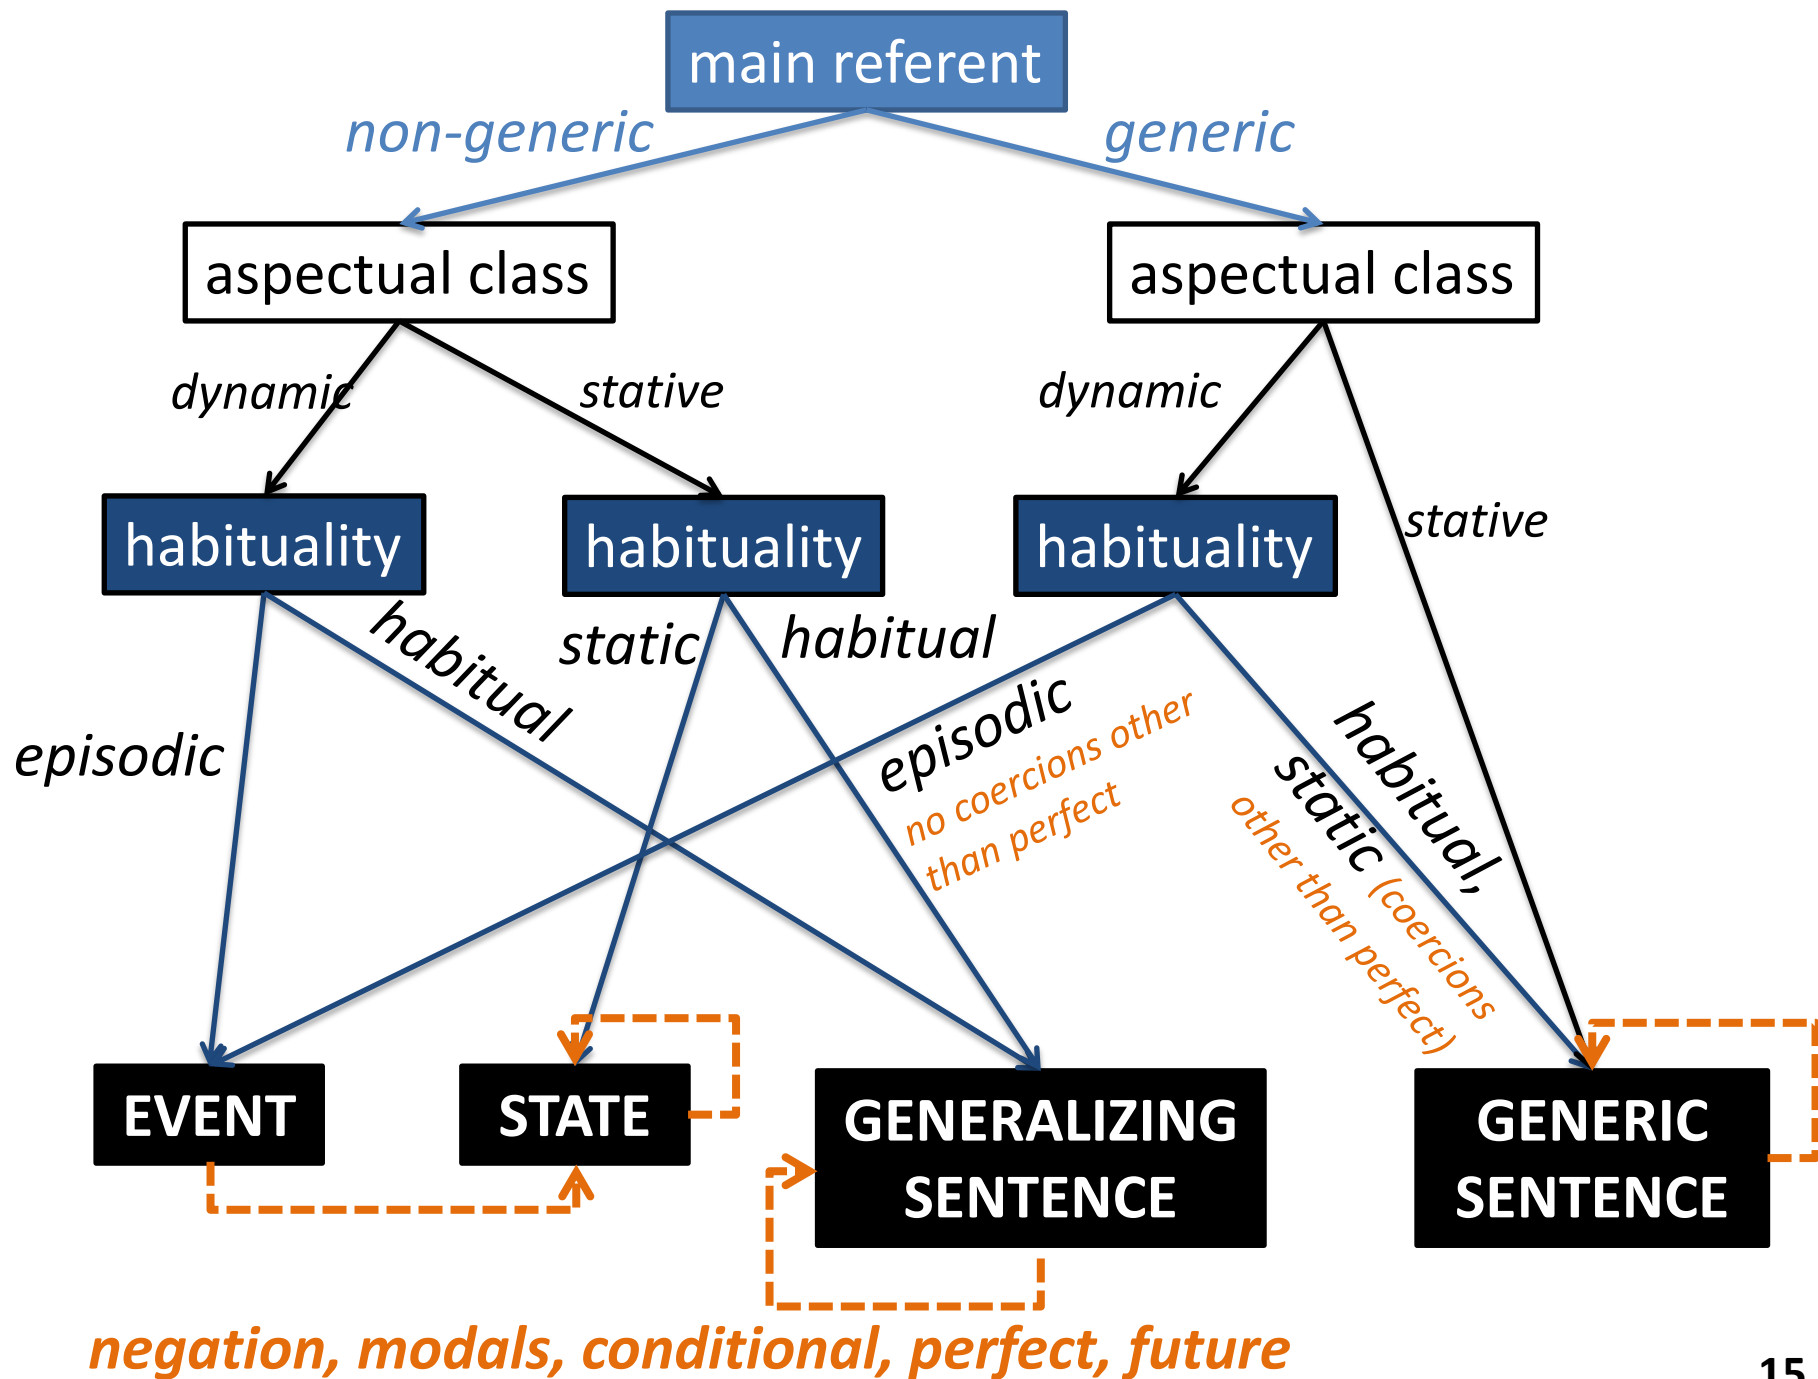 main referent
non-generic
generic
aspectual class
aspectual class
dynamic
stative
dynamic
stative
habituality
habituality
habituality
episodic
habitual
static
habitual
episodic
no coercions other
than perfect
habitual,
static (coercions
other than perfect)
EVENT
STATE
GENERALIZING
SENTENCE
GENERIC
SENTENCE
negation, modals, conditional, perfect, future
15